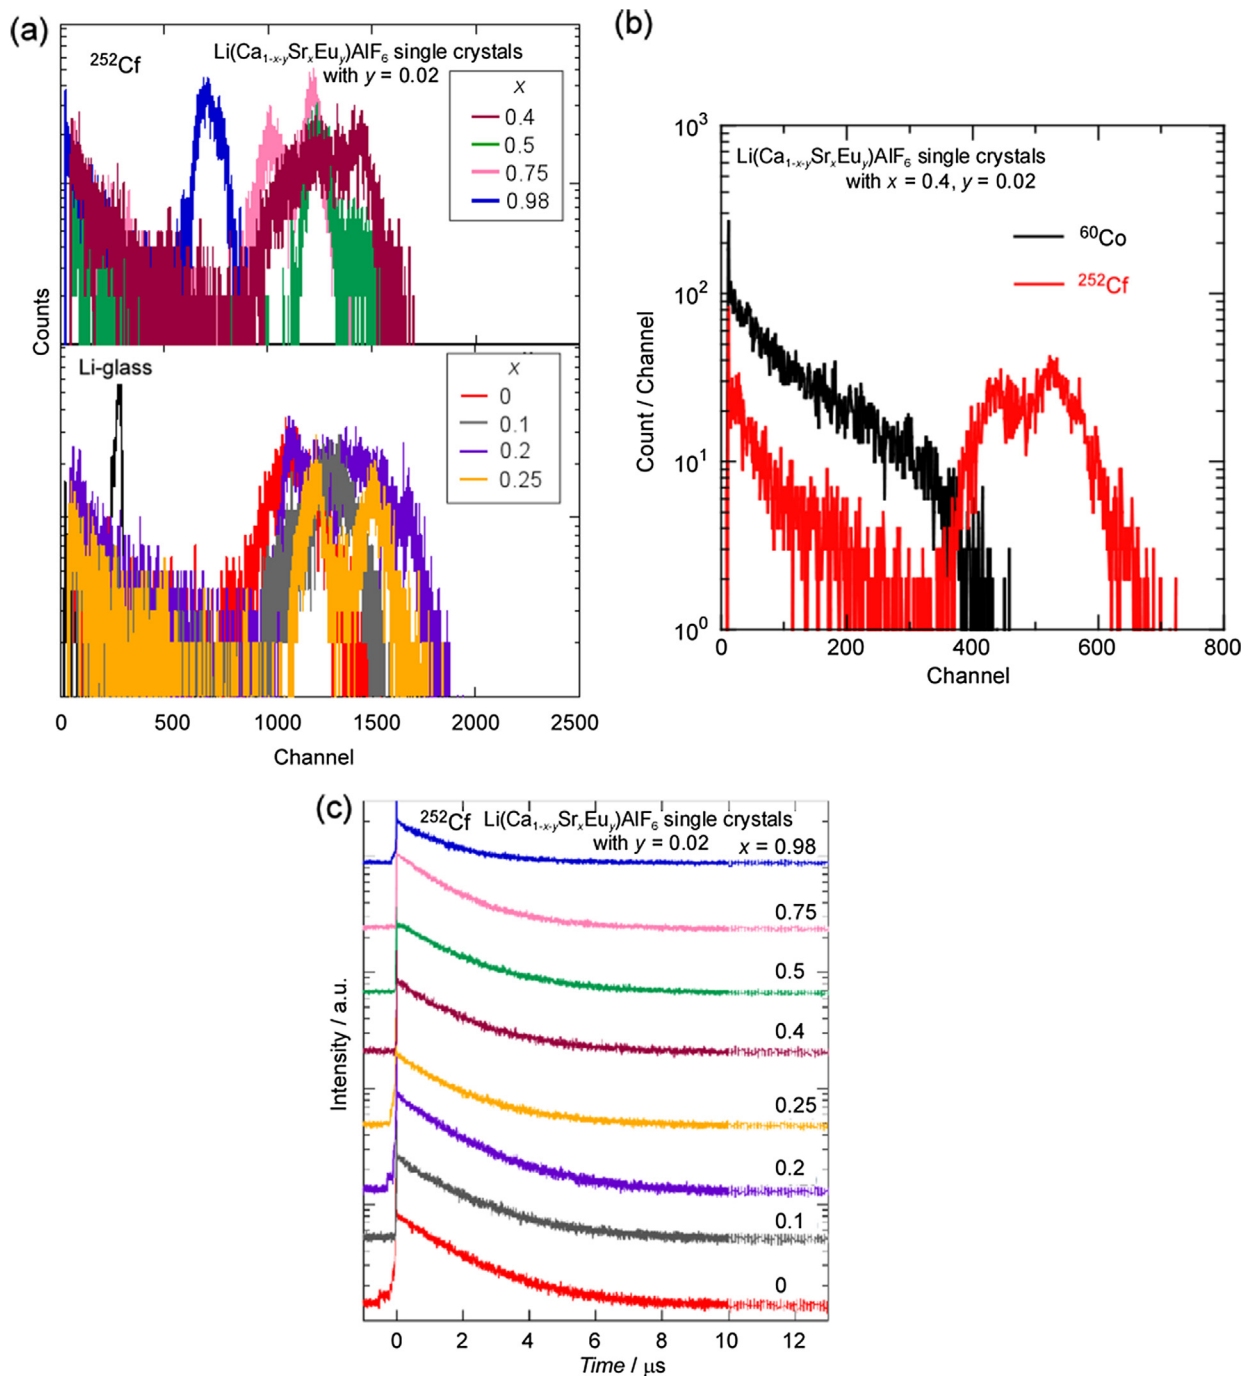 (a)
²⁵²Cf
Li(Ca₁₋ₓ₋ᵧSrₓEuᵧ)AlF₆ single crystals
with y = 0.02
x
0.4
0.5
0.75
0.98
Counts
Li-glass
x
0
0.1
0.2
0.25
0 500 1000 1500 2000 2500
Channel
(b)
10³
10²
10¹
10⁰
Count / Channel
Li(Ca₁₋ₓ₋ᵧSrₓEuᵧ)AlF₆ single crystals
with x = 0.4, y = 0.02
⁶⁰Co
²⁵²Cf
0 200 400 600 800
Channel
(c)
²⁵²Cf Li(Ca₁₋ₓ₋ᵧSrₓEuᵧ)AlF₆ single crystals
with y = 0.02 x = 0.98
0.75
0.5
0.4
0.25
0.2
0.1
0
Intensity / a.u.
0 2 4 6 8 10 12
Time / μs